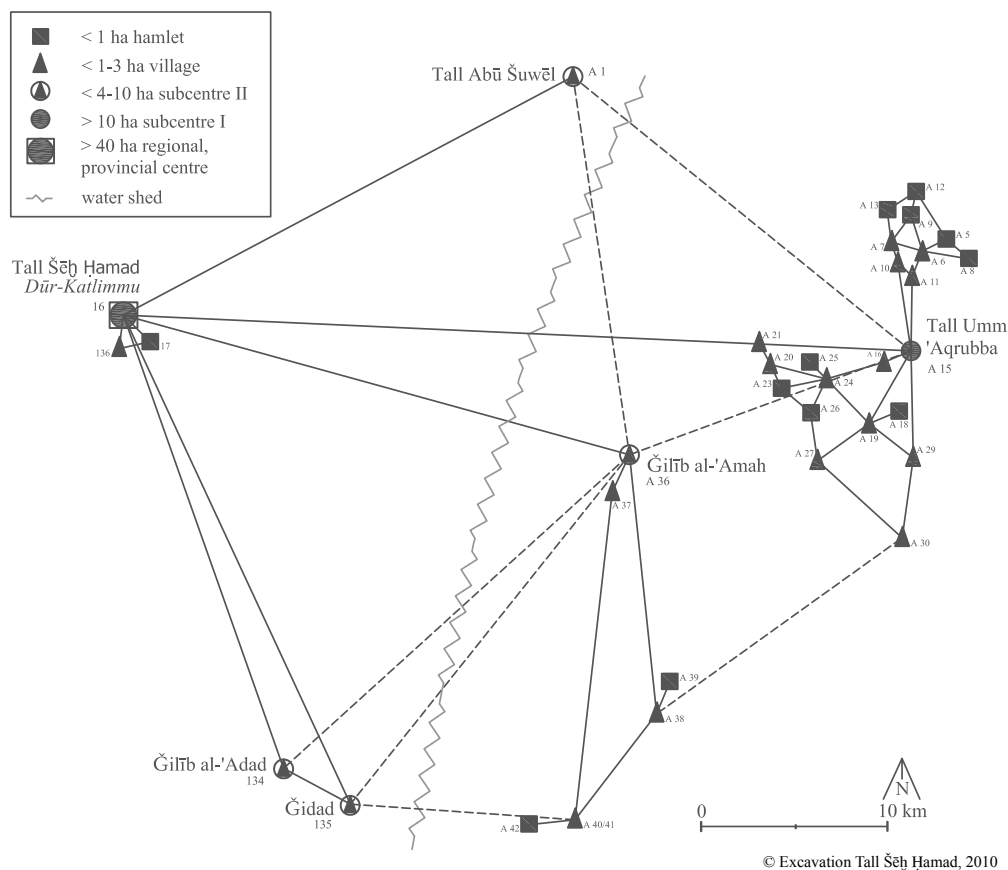 < 1 ha hamlet
< 1-3 ha village
< 4-10 ha subcentre II
> 10 ha subcentre I
> 40 ha regional,
provincial centre
water shed
Tall Abū Šuwēl
A 1
A 12
A 13
A 9
A 5
A 7
A 6
A 8
A 10
A 11
Tall Šēḫ Ḥamad
Dūr-Katlimmu
16
17
136
Tall Umm
'Aqrubba
A 15
A 21
A 20
A 25
A 16
A 23
A 24
A 26
A 18
A 19
A 27
A 29
Ǧilīb al-'Amah
A 36
A 37
A 30
A 39
A 38
Ǧilīb al-'Adad
134
Ǧidad
135
A 42
A 40/41
N
0
10 km
© Excavation Tall Šēḫ Ḥamad, 2010